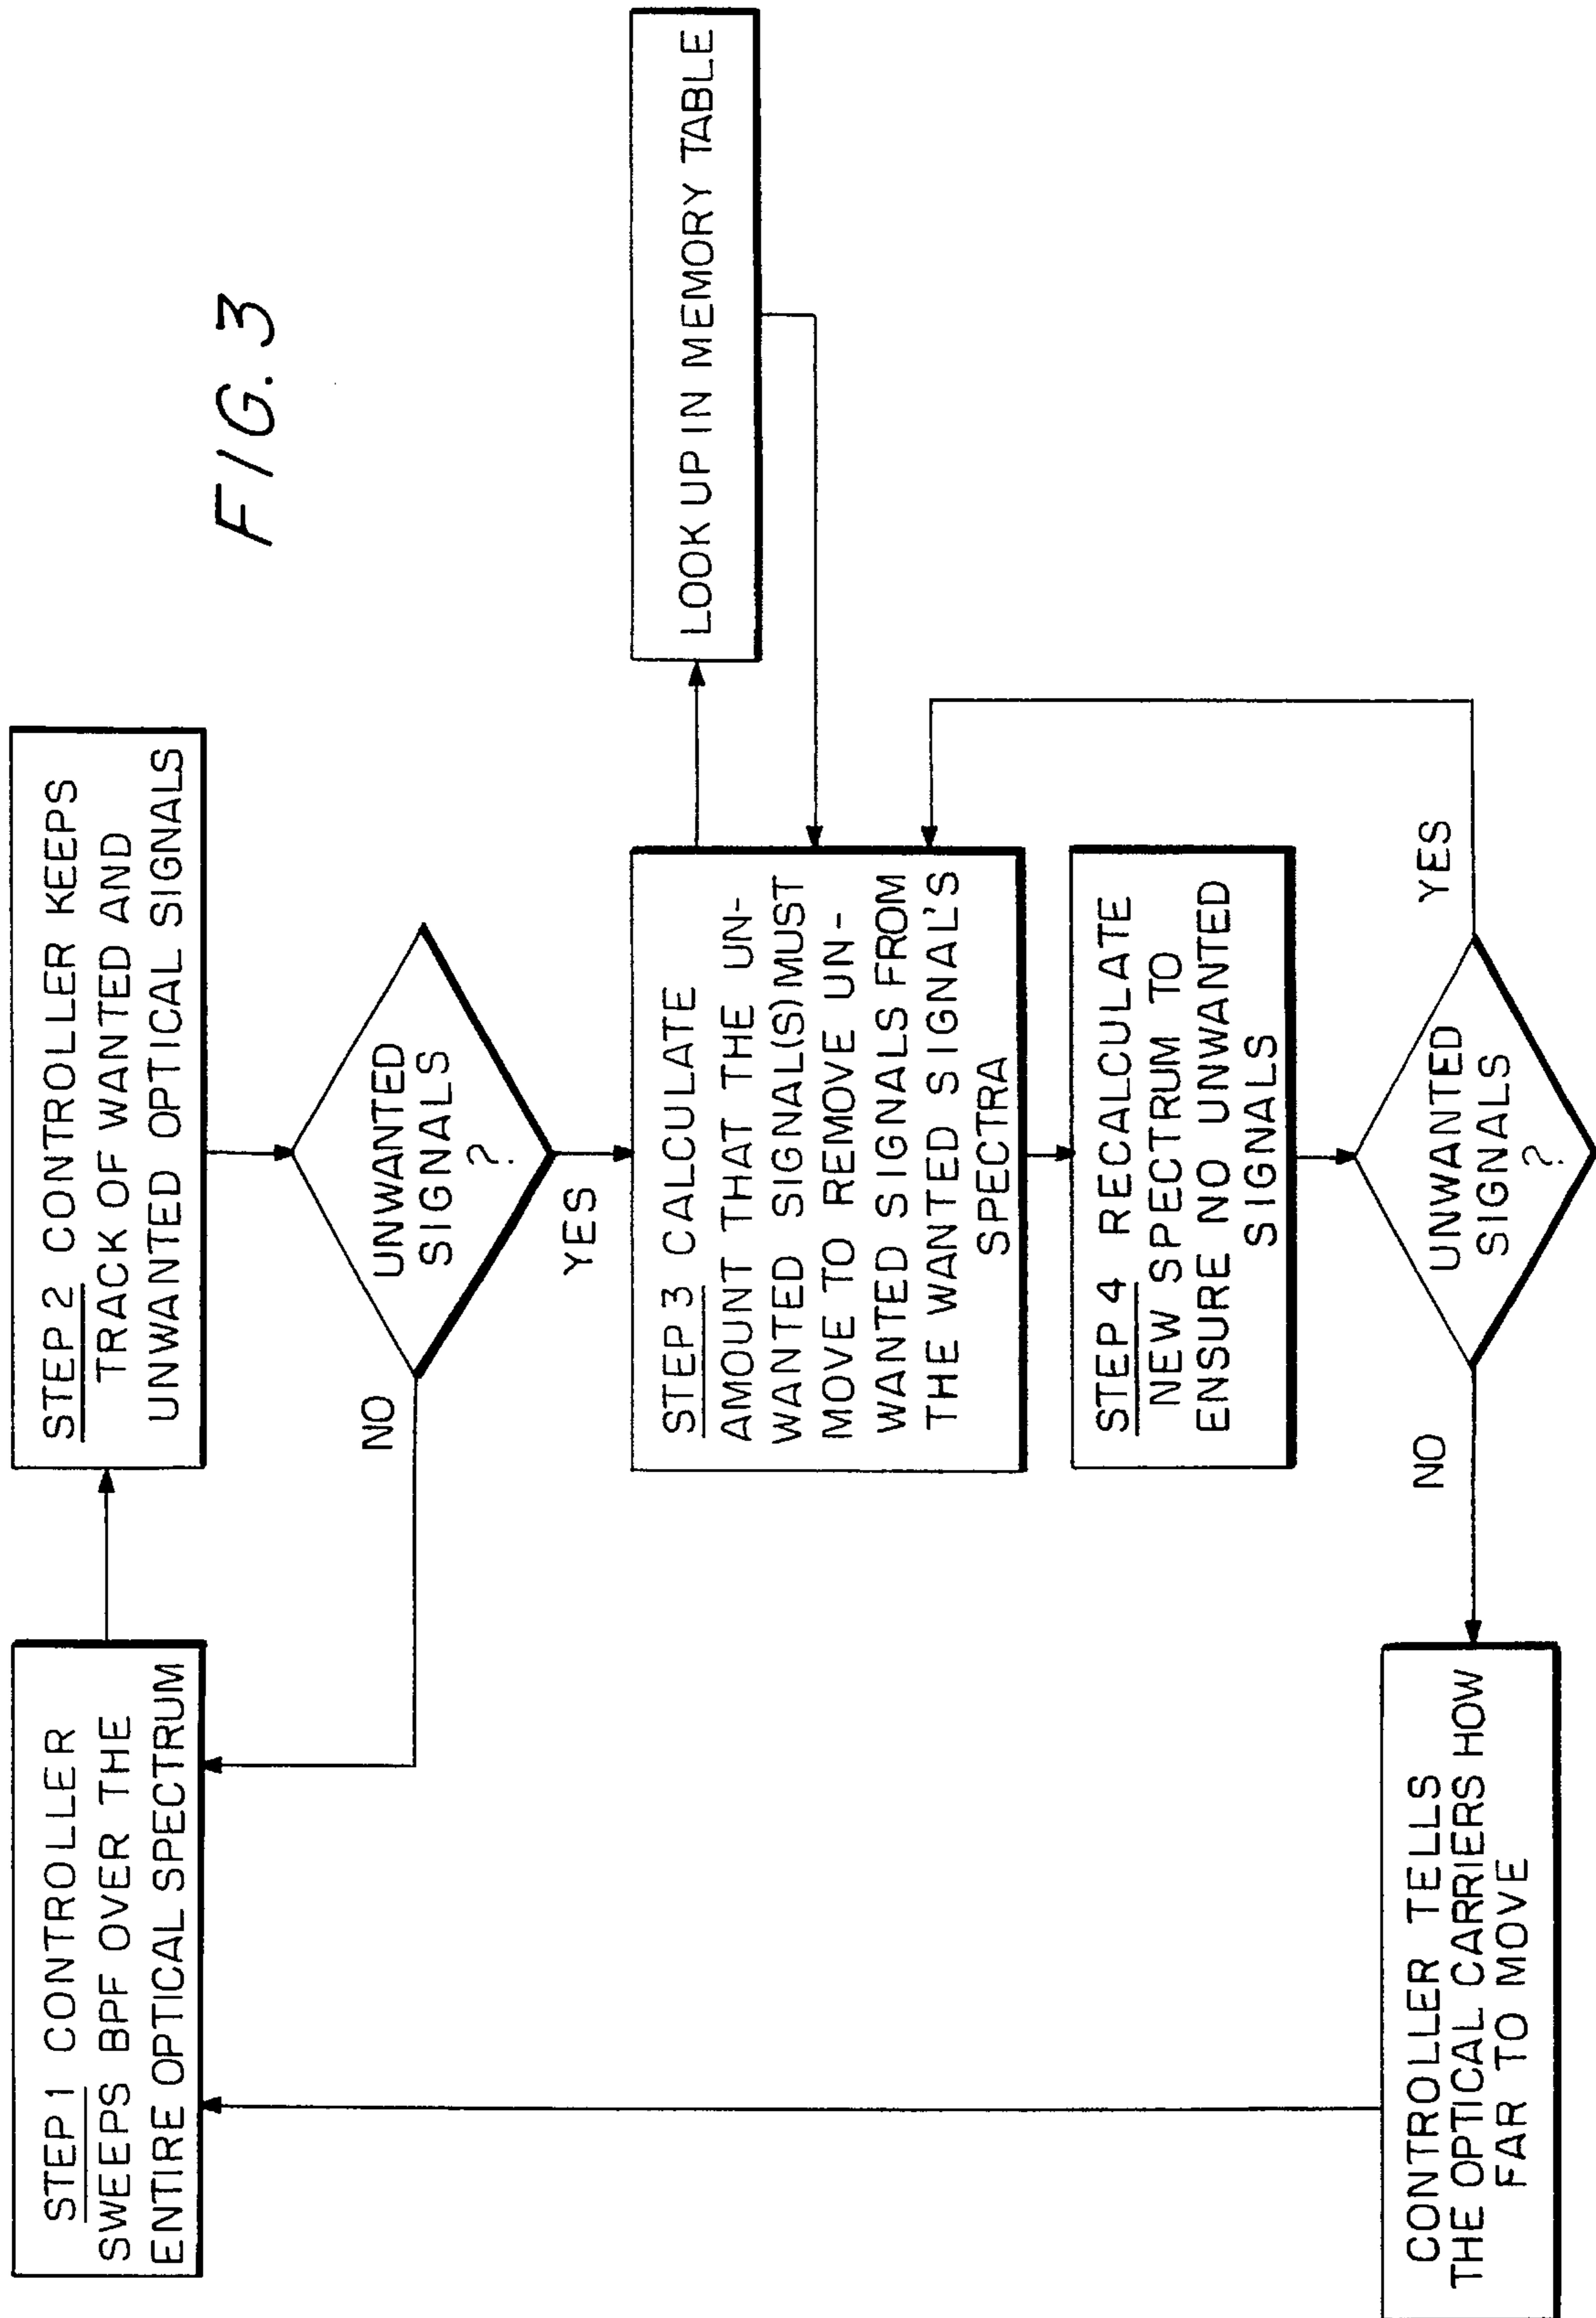 FIG. 3
STEP 1 CONTROLLER
SWEEPS BPF OVER THE
ENTIRE OPTICAL SPECTRUM
STEP 2 CONTROLLER KEEPS
TRACK OF WANTED AND
UNWANTED OPTICAL SIGNALS
UNWANTED
SIGNALS
?
NO
YES
STEP 3 CALCULATE
AMOUNT THAT THE UN-
WANTED SIGNAL(S) MUST
MOVE TO REMOVE UN-
WANTED SIGNALS FROM
THE WANTED SIGNAL'S
SPECTRA
LOOK UP IN MEMORY TABLE
STEP 4 RECALCULATE
NEW SPECTRUM TO
ENSURE NO UNWANTED
SIGNALS
UNWANTED
SIGNALS
?
YES
NO
CONTROLLER TELLS
THE OPTICAL CARRIERS HOW
FAR TO MOVE